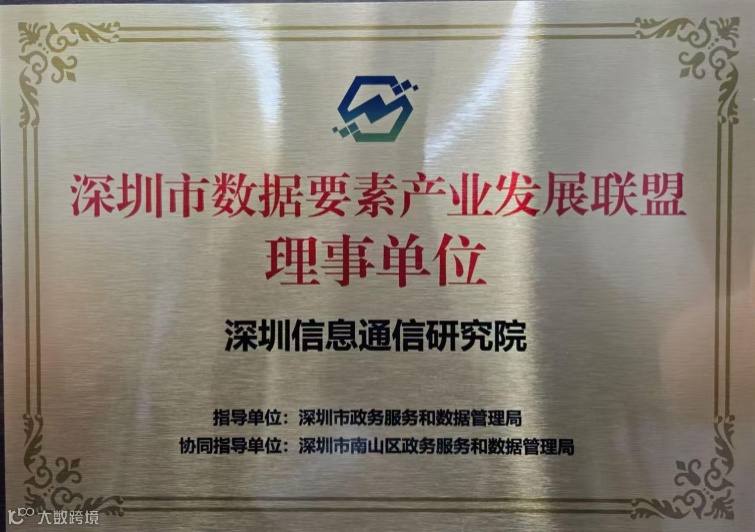 深圳市数据要素产业发展联盟
理事单位
深圳信息通信研究院
指导单位：深圳市政务服务和数据管理局
协同指导单位：深圳市南山区政务服务和数据管理局
大数跨境